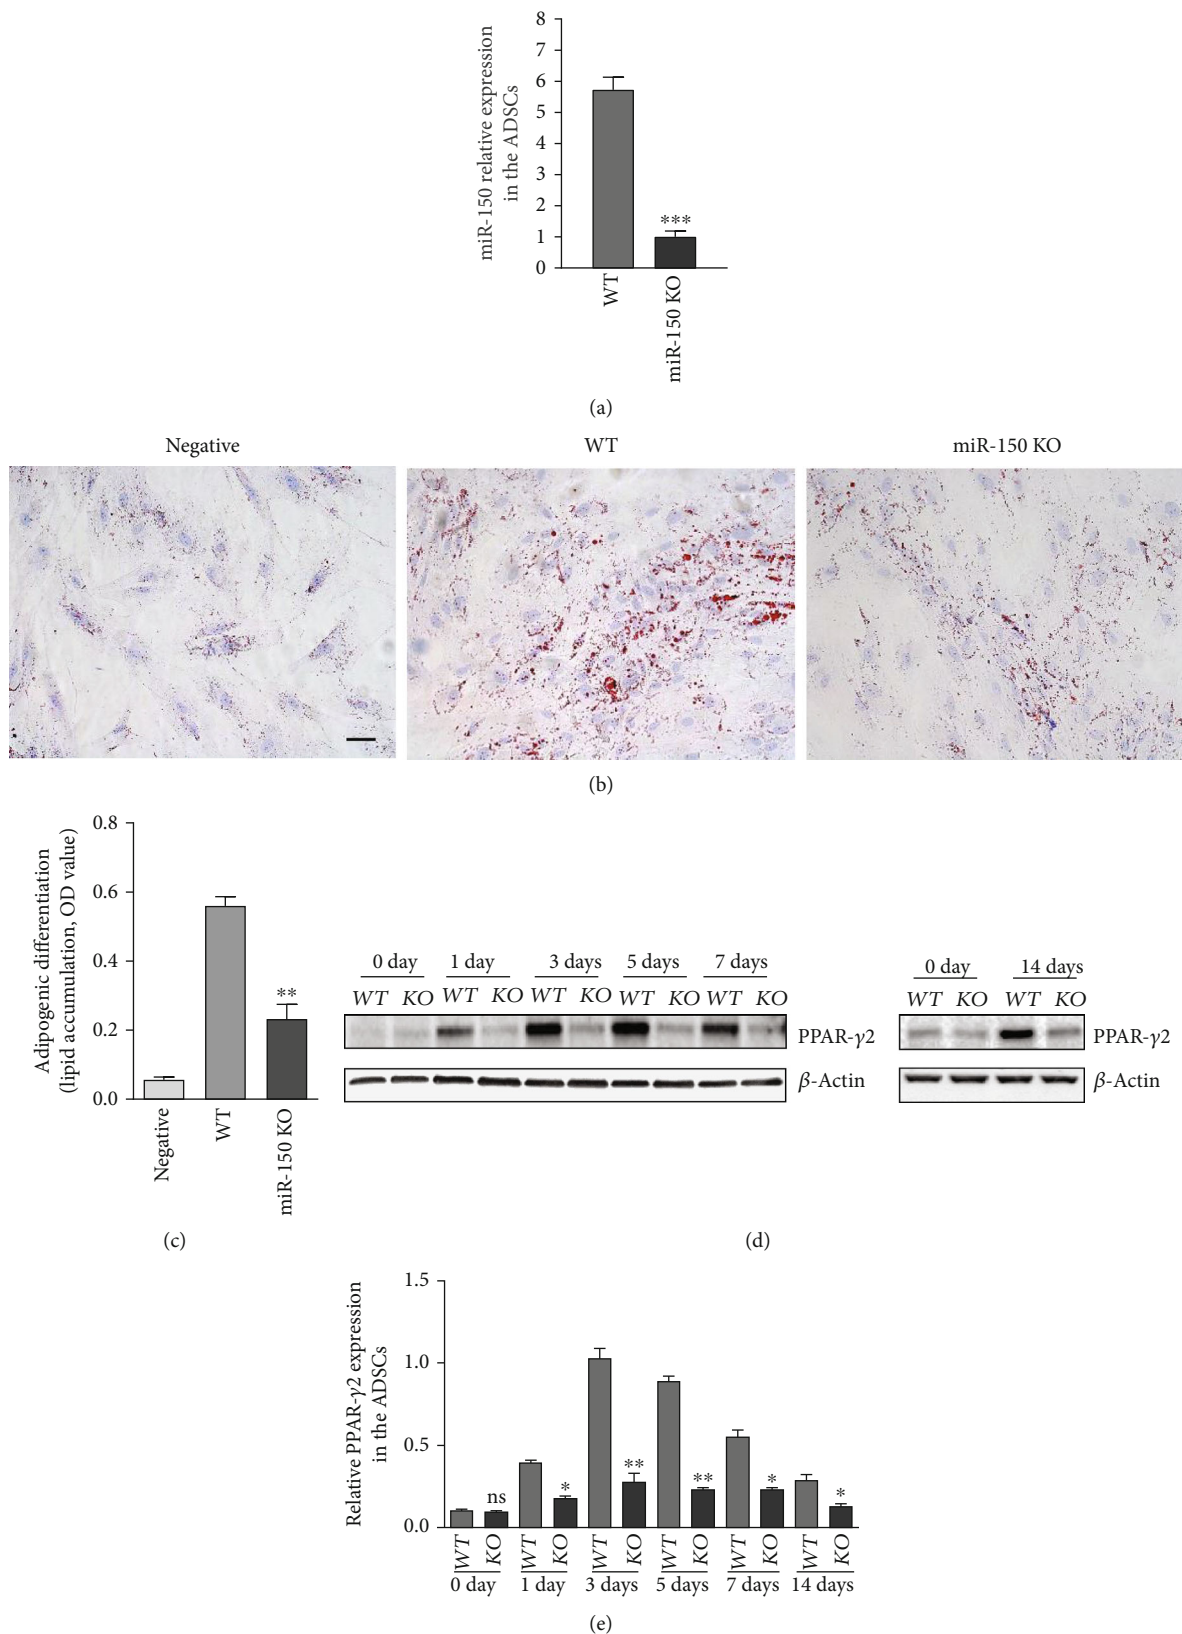 8
7
6
5
4
3
2
1
0
miR-150 relative expression
in the ADSCs
***
WT
miR-150 KO
(a)
Negative WT miR-150 KO
(b)
0.8
0.6
0.4
0.2
0.0
Adipogenic differentiation
(lipid accumulation, OD value)
**
Negative
WT
miR-150 KO
(c)
0 day 1 day 3 days 5 days 7 days
WT KO WT KO WT KO WT KO WT KO
PPAR-γ2
β-Actin
0 day 14 days
WT KO WT KO
PPAR-γ2
β-Actin
(d)
1.5
1.0
0.5
0.0
Relative PPAR-γ2 expression
in the ADSCs
ns * ** ** * *
WT KO WT KO WT KO WT KO WT KO WT KO
0 day 1 day 3 days 5 days 7 days 14 days
(e)